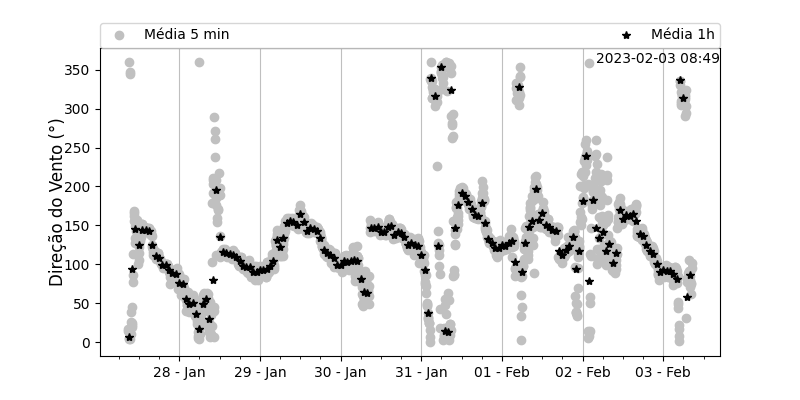 Média 5 min
Média 1h
2023-02-03 08:49
Direção do Vento (°)
350
300
250
200
150
100
50
0
28 - Jan
29 - Jan
30 - Jan
31 - Jan
01 - Feb
02 - Feb
03 - Feb